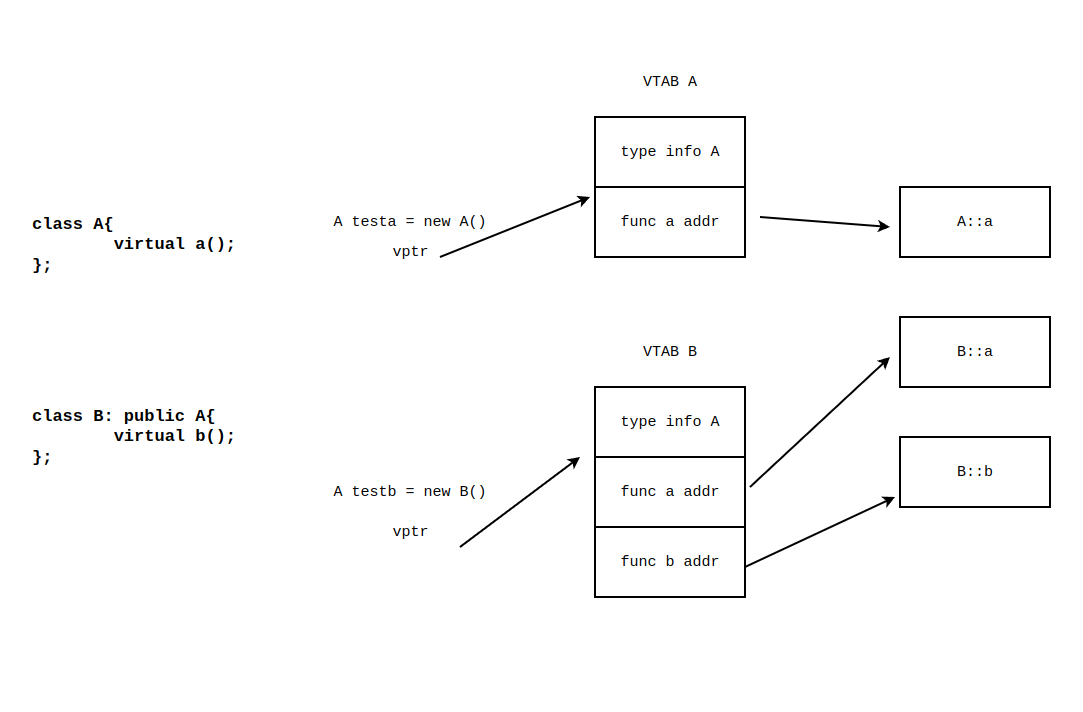 VTAB A
type info A
class A{
virtual a();
};
A testa = new A()
vptr
func a addr
A::a
VTAB B
B::a
class B: public A{
virtual b();
};
type info A
A testb = new B()
vptr
func a addr
func b addr
B::b